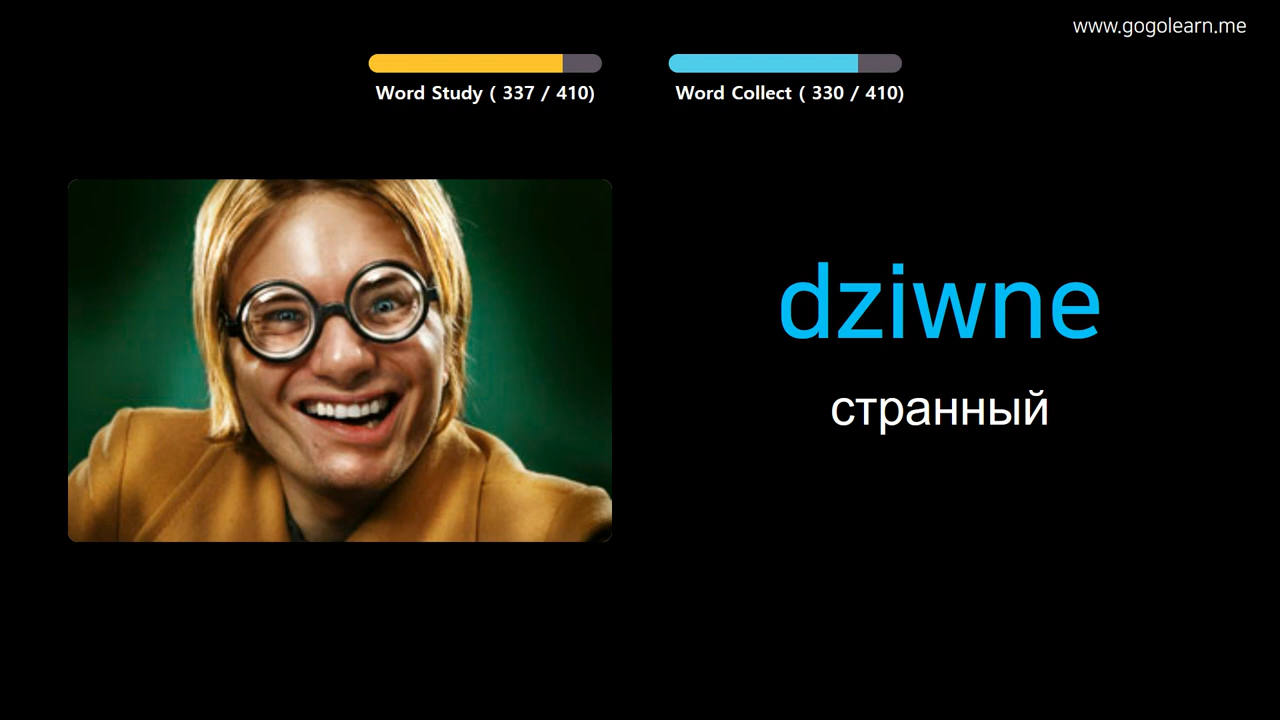 www.gogolearn.me
Word Study ( 337 / 410)
Word Collect ( 330 / 410)
dziwne
странный